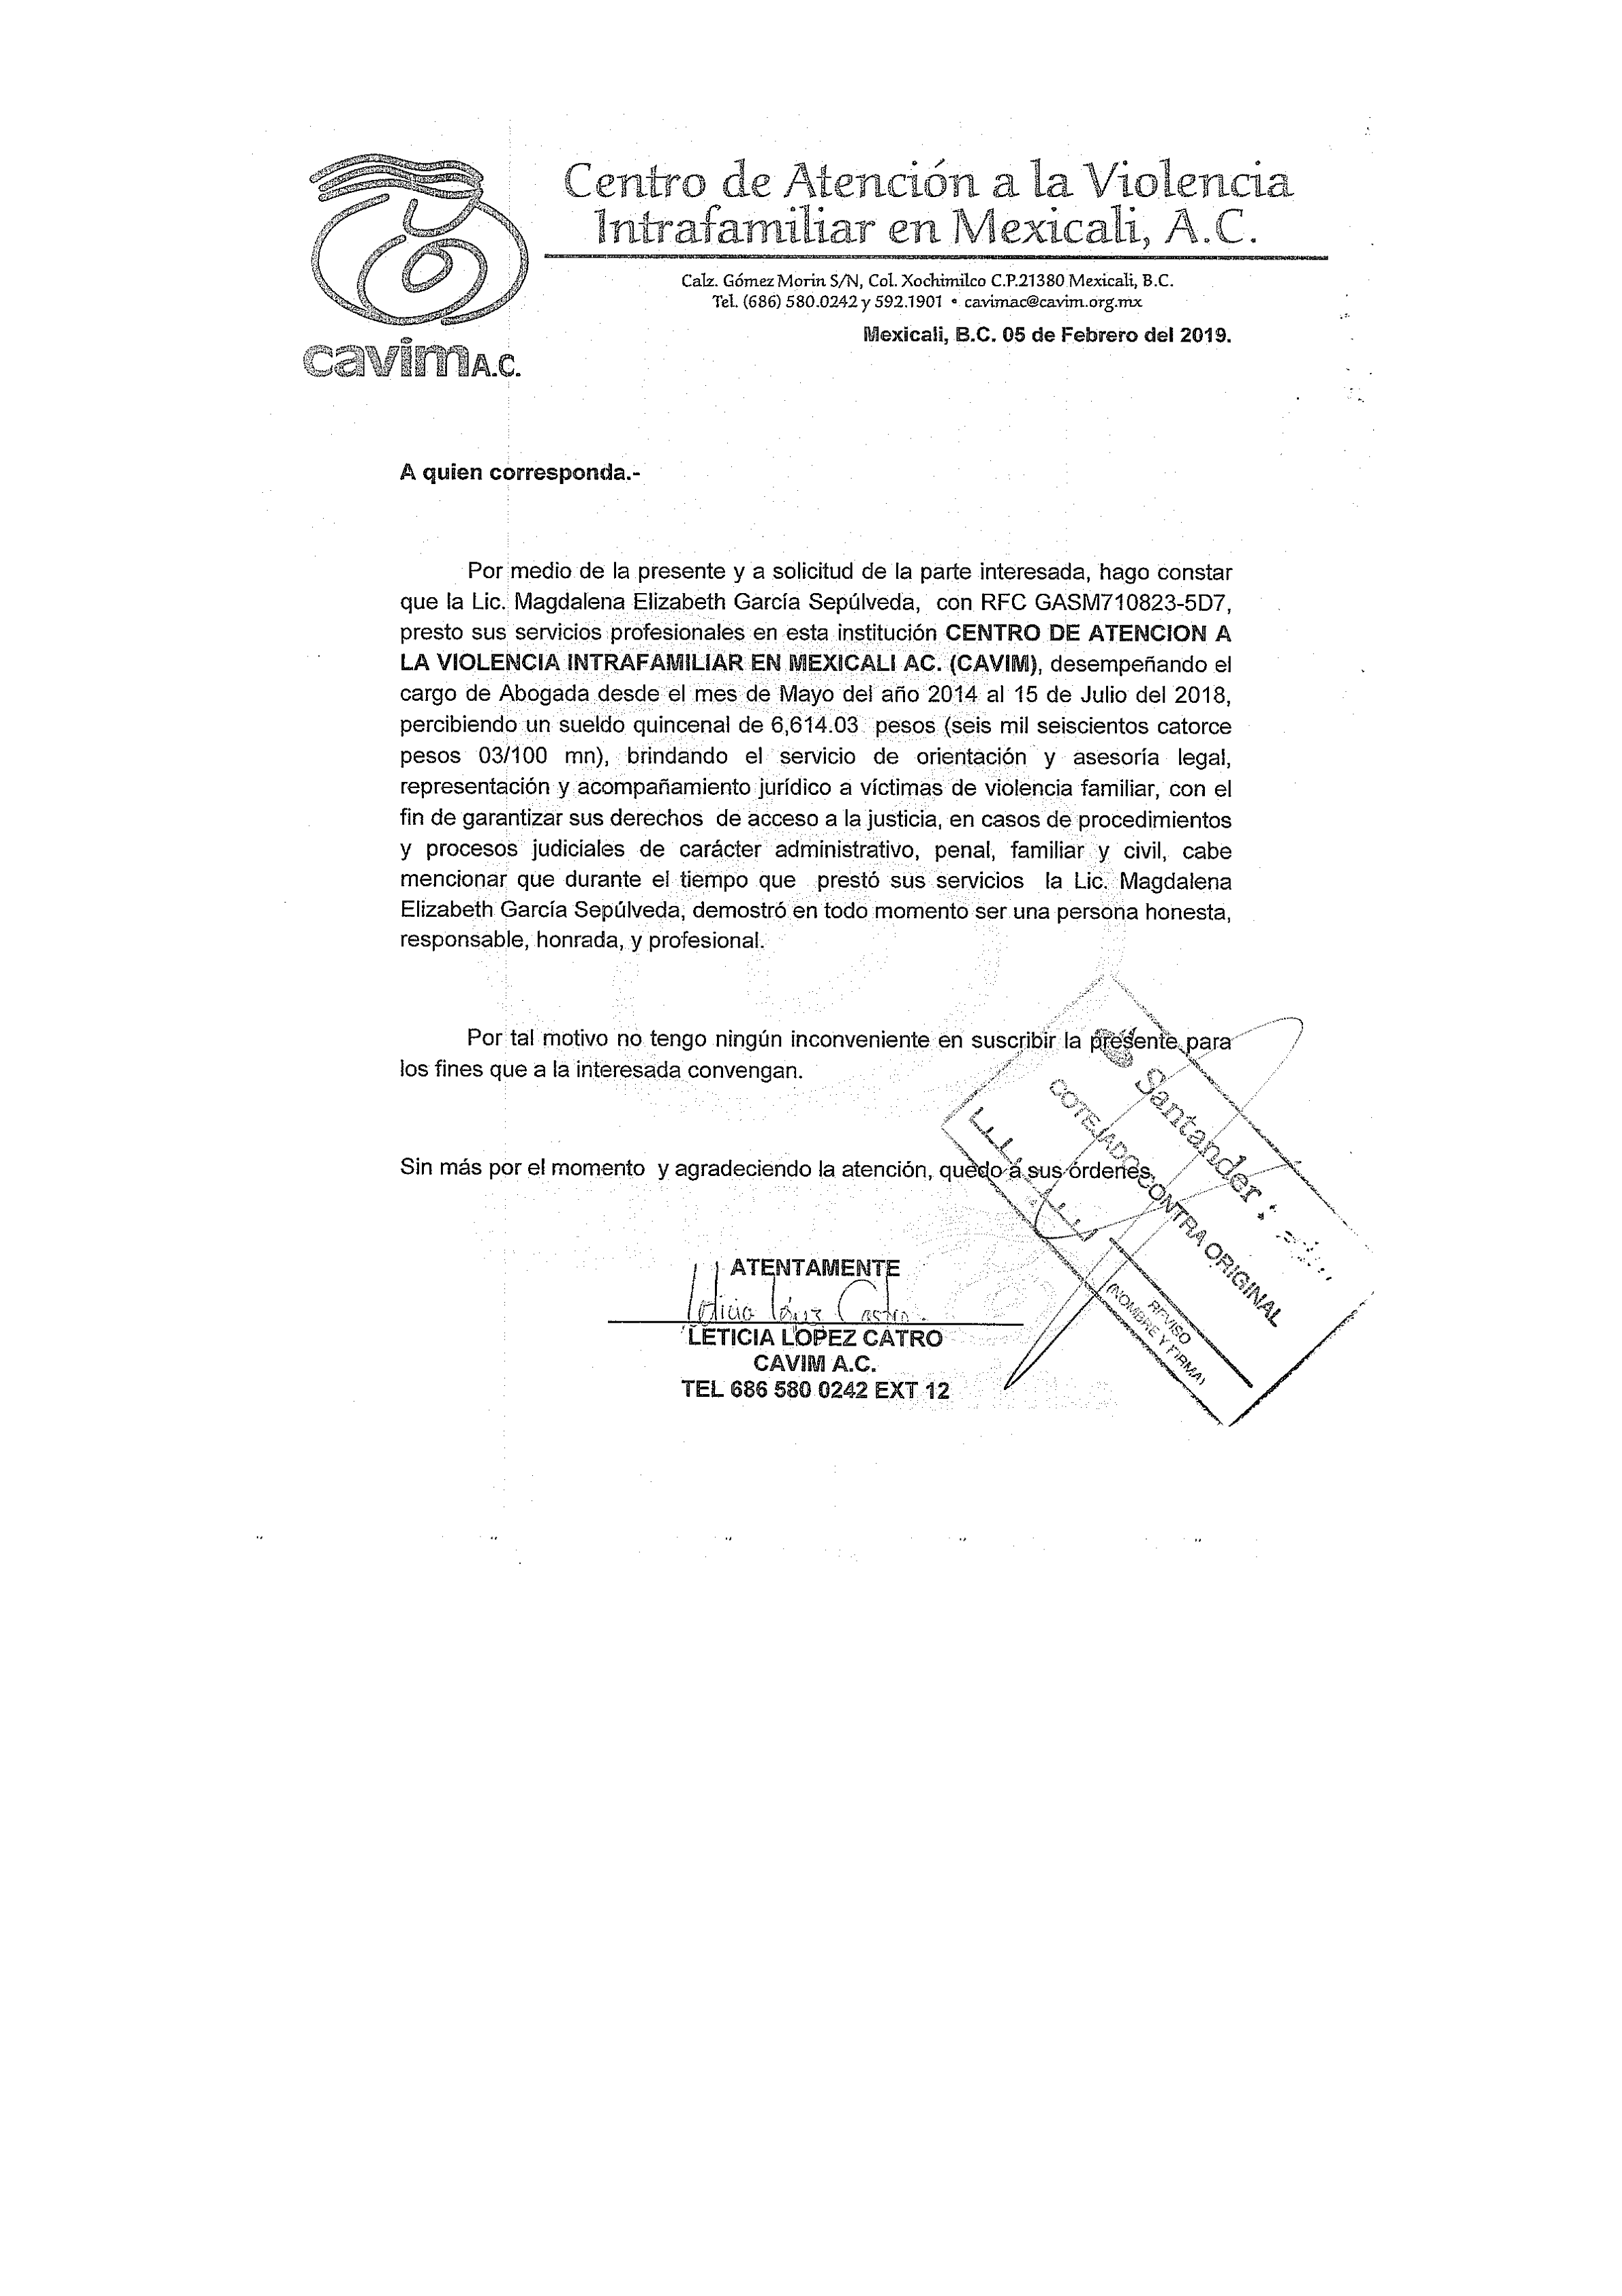 Centro de Atención a la Violencia
Intrafamiliar en Mexicali, A.C.
Calz. Gómez Morin S/N, Col. Xochimilco C.P.21380 Mexicali, B.C.
Tel. (686) 580.0242 y 592.1901 • cavimac@cavim.org.mx
cavim A.C.
Mexicali, B.C. 05 de Febrero del 2019.
A quien corresponda.-
Por medio de la presente y a solicitud de la parte interesada, hago constar
que la Lic. Magdalena Elizabeth García Sepúlveda, con RFC GASM710823-5D7,
presto sus servicios profesionales en esta institución CENTRO DE ATENCION A
LA VIOLENCIA INTRAFAMILIAR EN MEXICALI AC. (CAVIM), desempeñando el
cargo de Abogada desde el mes de Mayo del año 2014 al 15 de Julio del 2018,
percibiendo un sueldo quincenal de 6,614.03 pesos (seis mil seiscientos catorce
pesos 03/100 mn), brindando el servicio de orientación y asesoría legal,
representación y acompañamiento jurídico a víctimas de violencia familiar, con el
fin de garantizar sus derechos de acceso a la justicia, en casos de procedimientos
y procesos judiciales de carácter administrativo, penal, familiar y civil, cabe
mencionar que durante el tiempo que prestó sus servicios la Lic. Magdalena
Elizabeth García Sepúlveda, demostró en todo momento ser una persona honesta,
responsable, honrada, y profesional.
Por tal motivo no tengo ningún inconveniente en suscribir la presente para
los fines que a la interesada convengan.
Sin más por el momento y agradeciendo la atención, quedo a sus órdenes.
Santander
COTEJADO CONTRA ORIGINAL
REVISO
(NOMBRE Y FIRMA)
ATENTAMENTE
Leticia López Castro.
LETICIA LOPEZ CATRO
CAVIM A.C.
TEL 686 580 0242 EXT 12